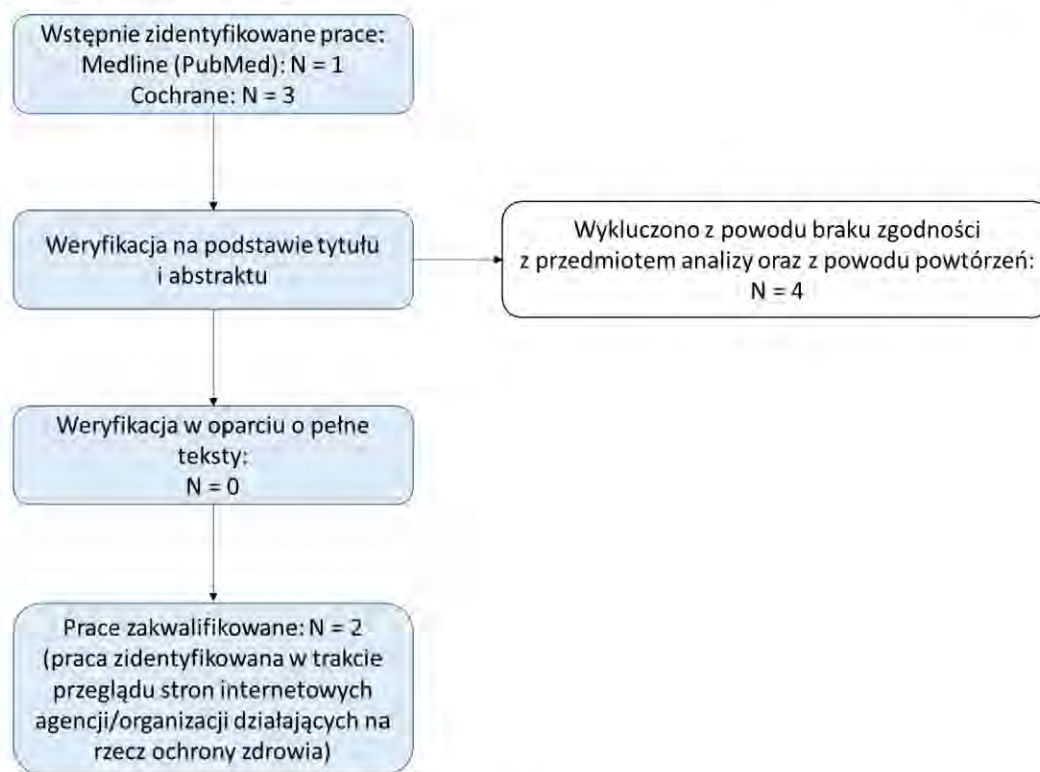 Wstępnie zidentyfikowane prace:
Medline (PubMed): N = 1
Cochrane: N = 3
Weryfikacja na podstawie tytułu
i abstraktu
Wykluczono z powodu braku zgodności
z przedmiotem analizy oraz z powodu powtórzeń:
N = 4
Weryfikacja w oparciu o pełne
teksty:
N = 0
Prace zakwalifikowane: N = 2
(praca zidentyfikowana w trakcie
przeglądu stron internetowych
agencji/organizacji działających na
rzecz ochrony zdrowia)